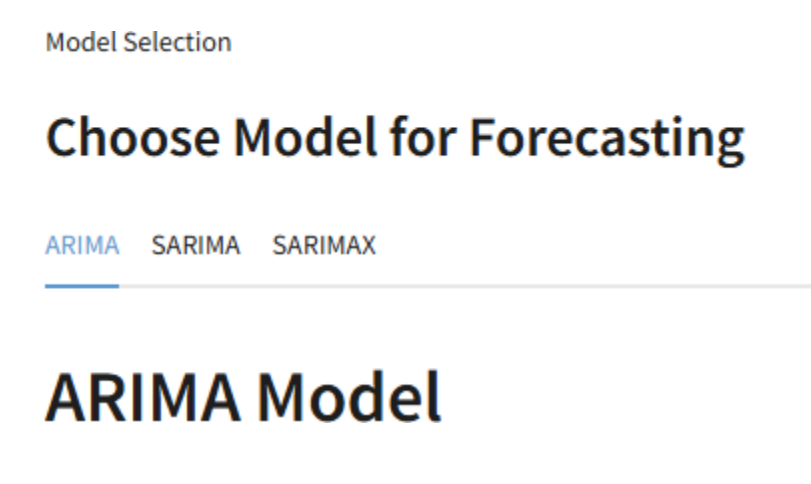 Model Selection
Choose Model for Forecasting
ARIMA SARIMA SARIMAX
ARIMA Model